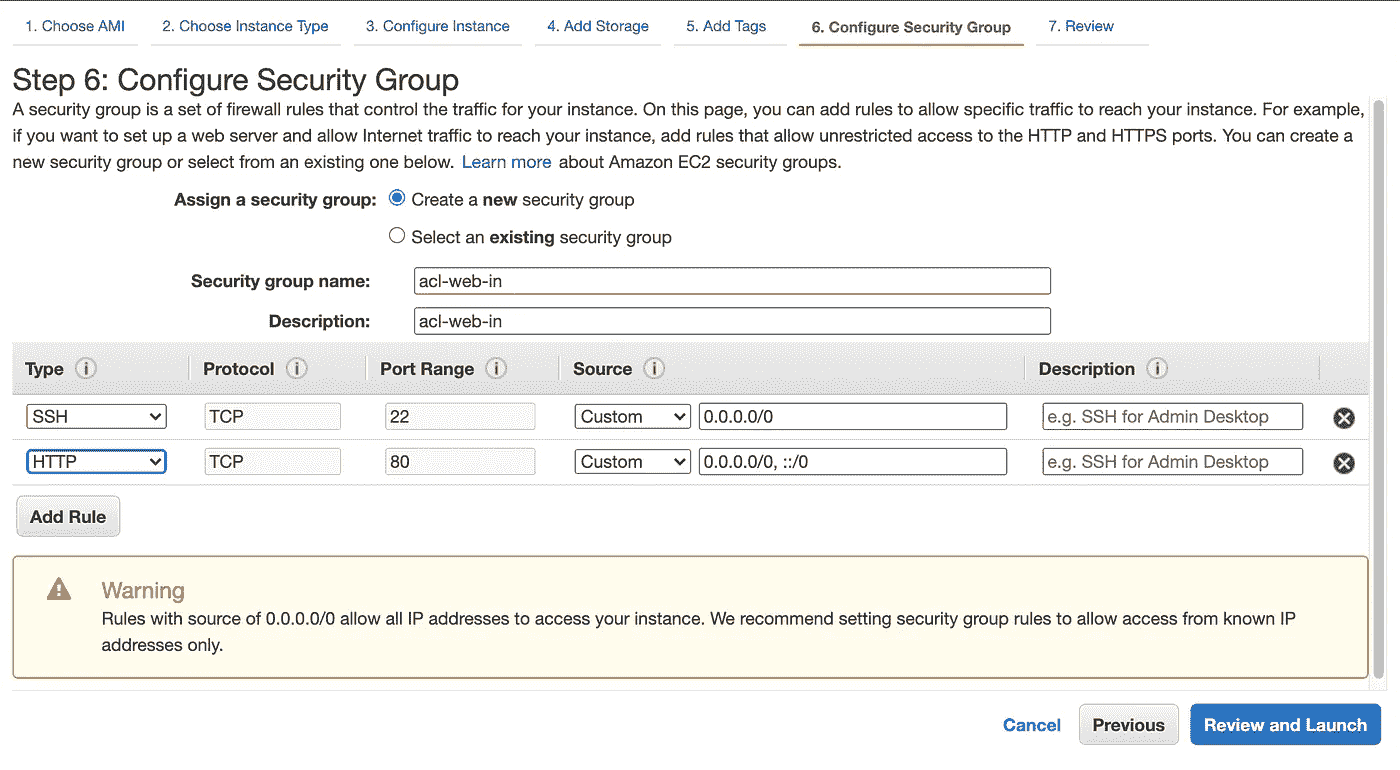 1. Choose AMI 2. Choose Instance Type 3. Configure Instance 4. Add Storage 5. Add Tags 6. Configure Security Group 7. Review
Step 6: Configure Security Group
A security group is a set of firewall rules that control the traffic for your instance. On this page, you can add rules to allow specific traffic to reach your instance. For example,
if you want to set up a web server and allow Internet traffic to reach your instance, add rules that allow unrestricted access to the HTTP and HTTPS ports. You can create a
new security group or select from an existing one below. Learn more about Amazon EC2 security groups.
Assign a security group: Create a new security group
Select an existing security group
Security group name: acl-web-in
Description: acl-web-in
Type i Protocol i Port Range i Source i Description i
SSH TCP 22 Custom 0.0.0.0/0 e.g. SSH for Admin Desktop
HTTP TCP 80 Custom 0.0.0.0/0, ::/0 e.g. SSH for Admin Desktop
Add Rule
Warning
Rules with source of 0.0.0.0/0 allow all IP addresses to access your instance. We recommend setting security group rules to allow access from known IP
addresses only.
Cancel Previous Review and Launch